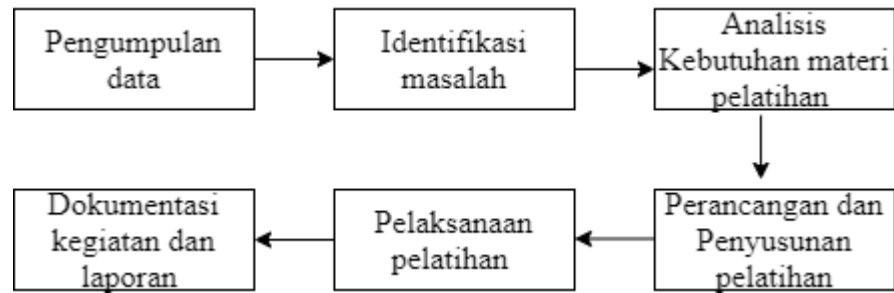 Pengumpulan
data
Identifikasi
masalah
Analisis
Kebutuhan materi
pelatihan
Perancangan dan
Penyusunan
pelatihan
Pelaksanaan
pelatihan
Dokumentasi
kegiatan dan
laporan